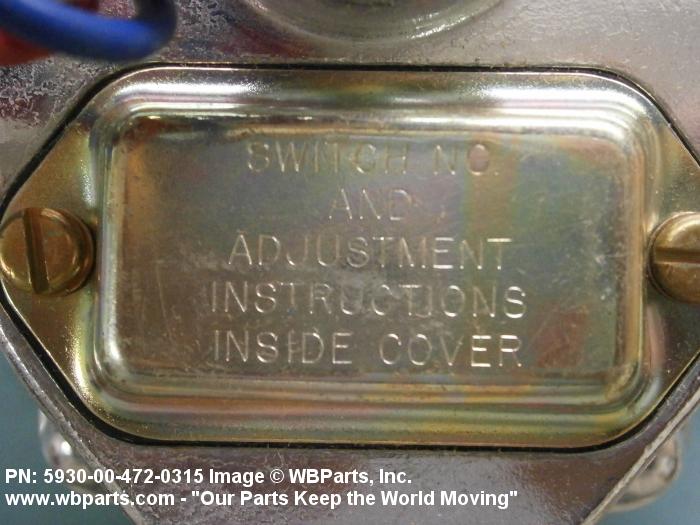 SWITCH NO.
AND
ADJUSTMENT
INSTRUCTIONS
INSIDE COVER
PN: 5930-00-472-0315 Image © WBParts, Inc.
www.wbparts.com - "Our Parts Keep the World Moving"